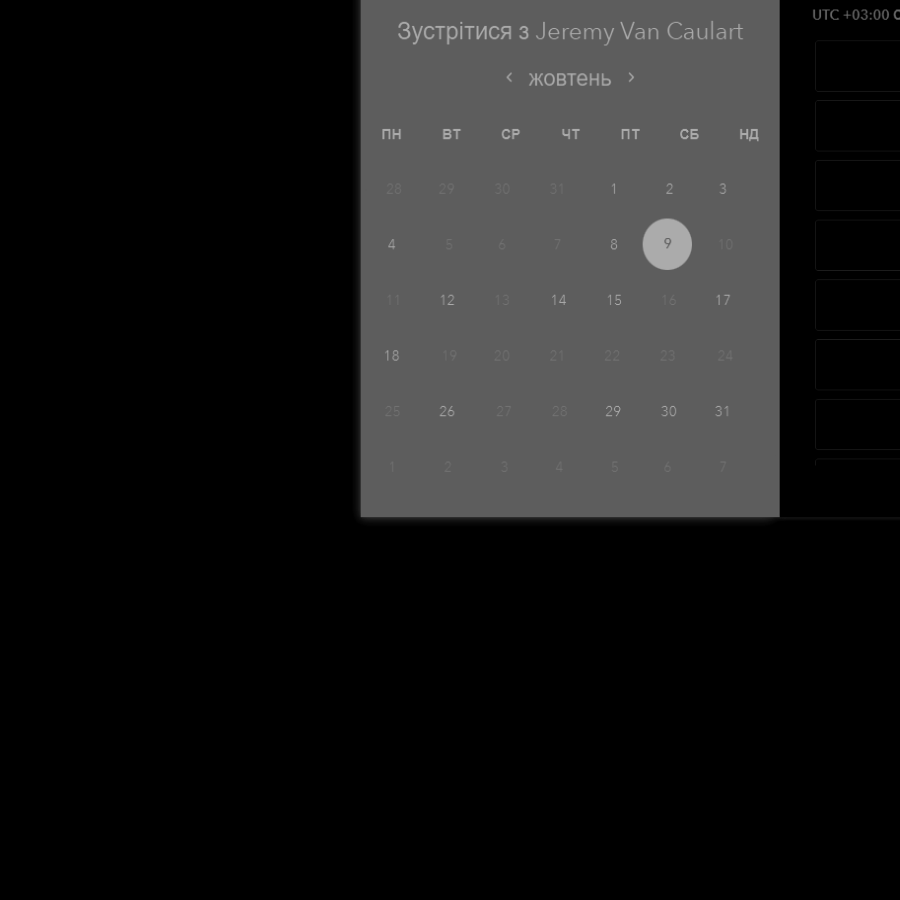 Зустрітися з Jeremy Van Caulart
‹ жовтень ›
ПН ВТ СР ЧТ ПТ СБ НД
28 29 30 31 1 2 3
4 5 6 7 8 9 10
11 12 13 14 15 16 17
18 19 20 21 22 23 24
25 26 27 28 29 30 31
1 2 3 4 5 6 7
UTC +03:00